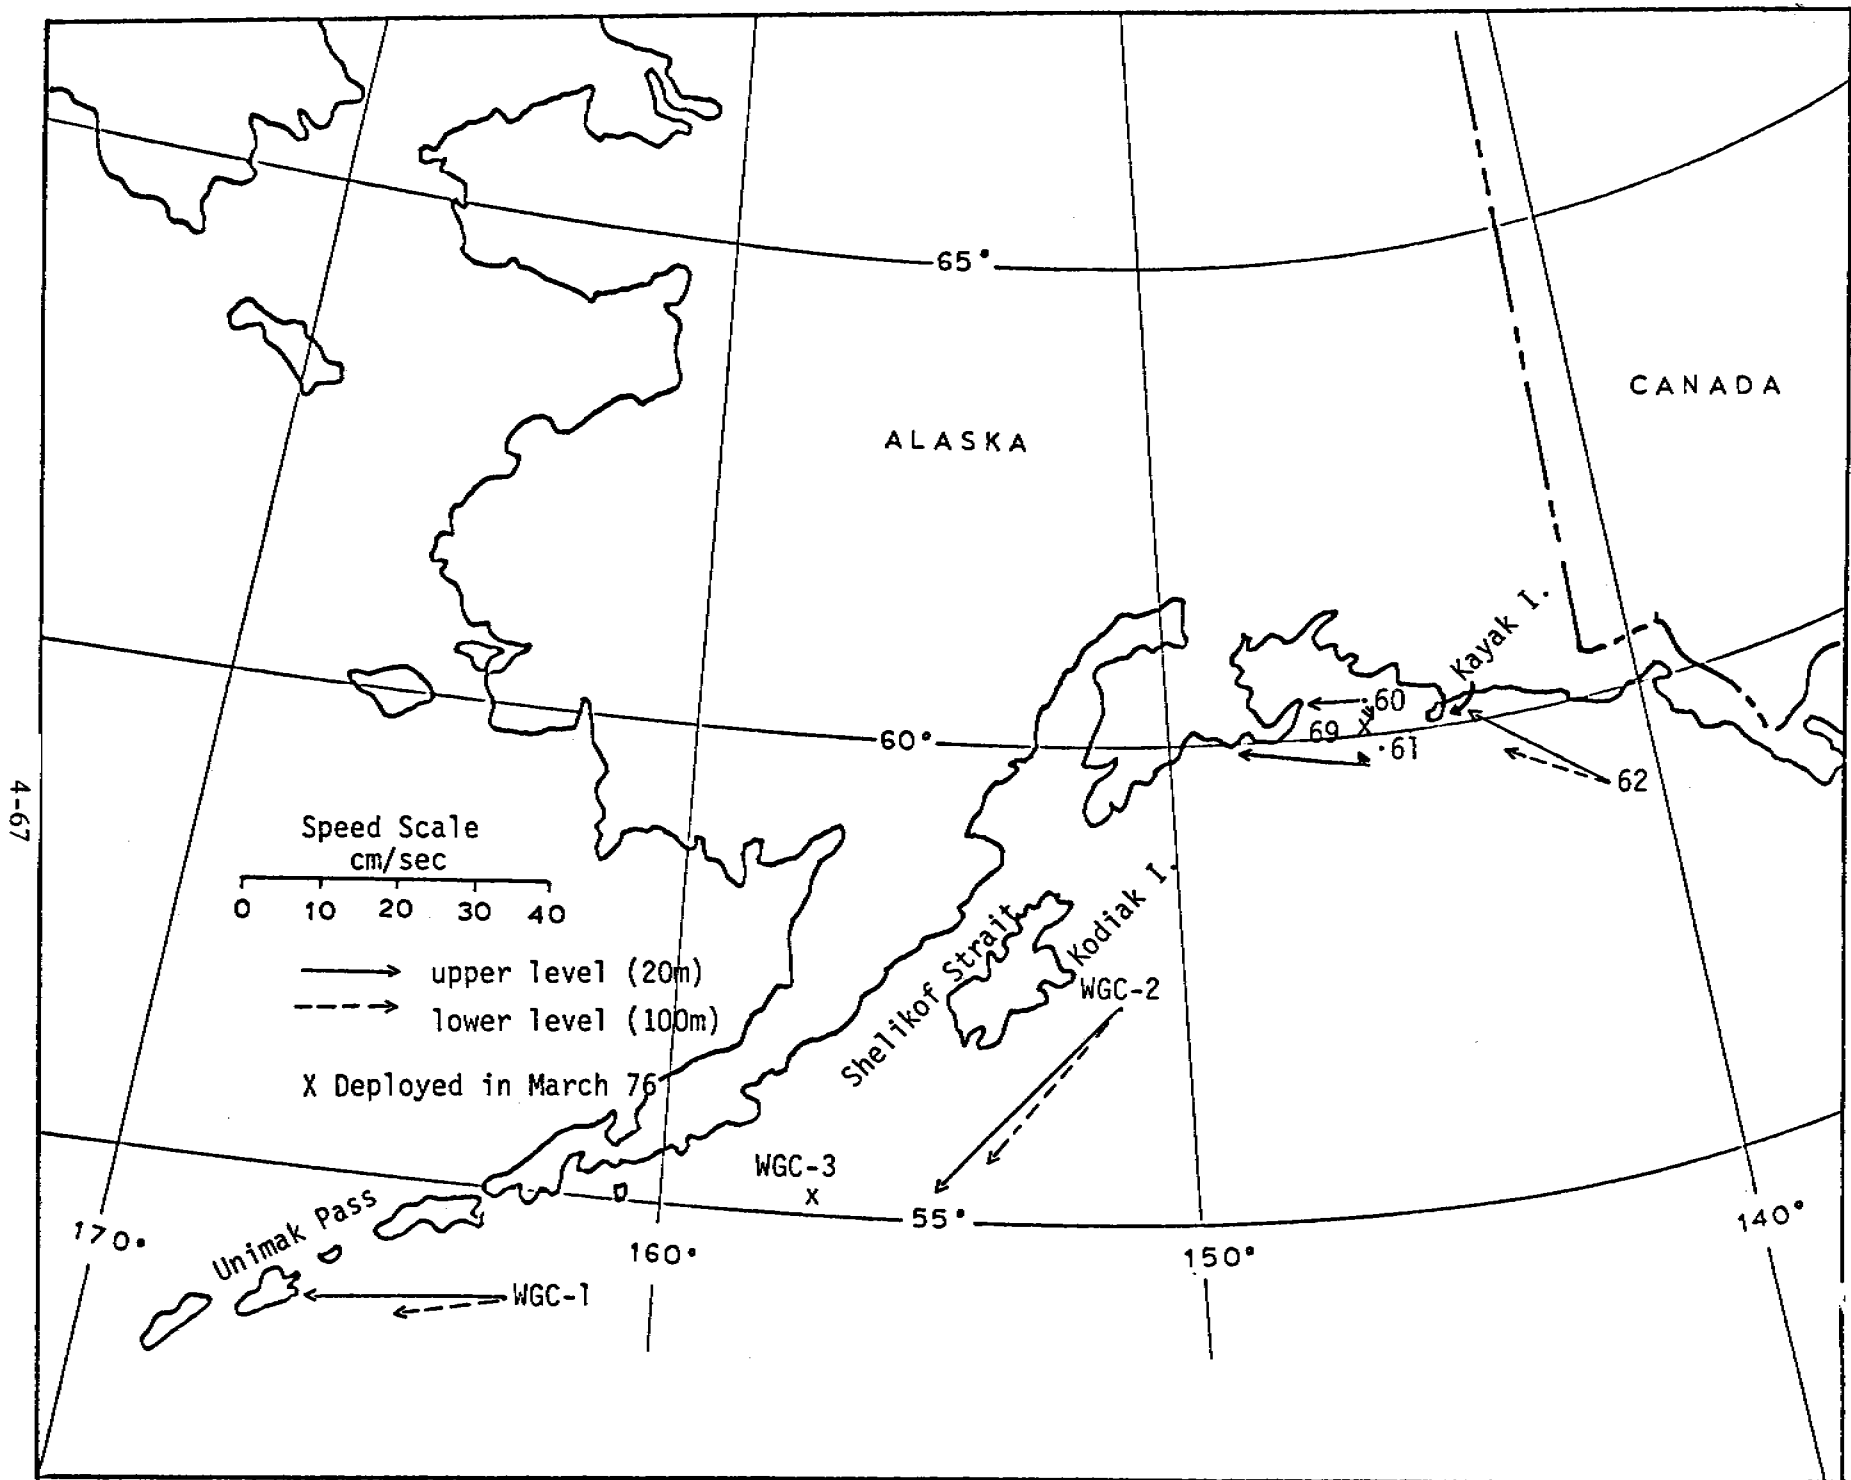 65°
CANADA
ALASKA
Kayak I.
.60
69 x
.61
60°
62
4-67
Speed Scale
cm/sec
0 10 20 30 40
Shelikof Strait
Kodiak I.
upper level (20m)
WGC-2
lower level (100m)
X Deployed in March 76
WGC-3
x
55°
Unimak Pass
170°
160°
150°
140°
WGC-1